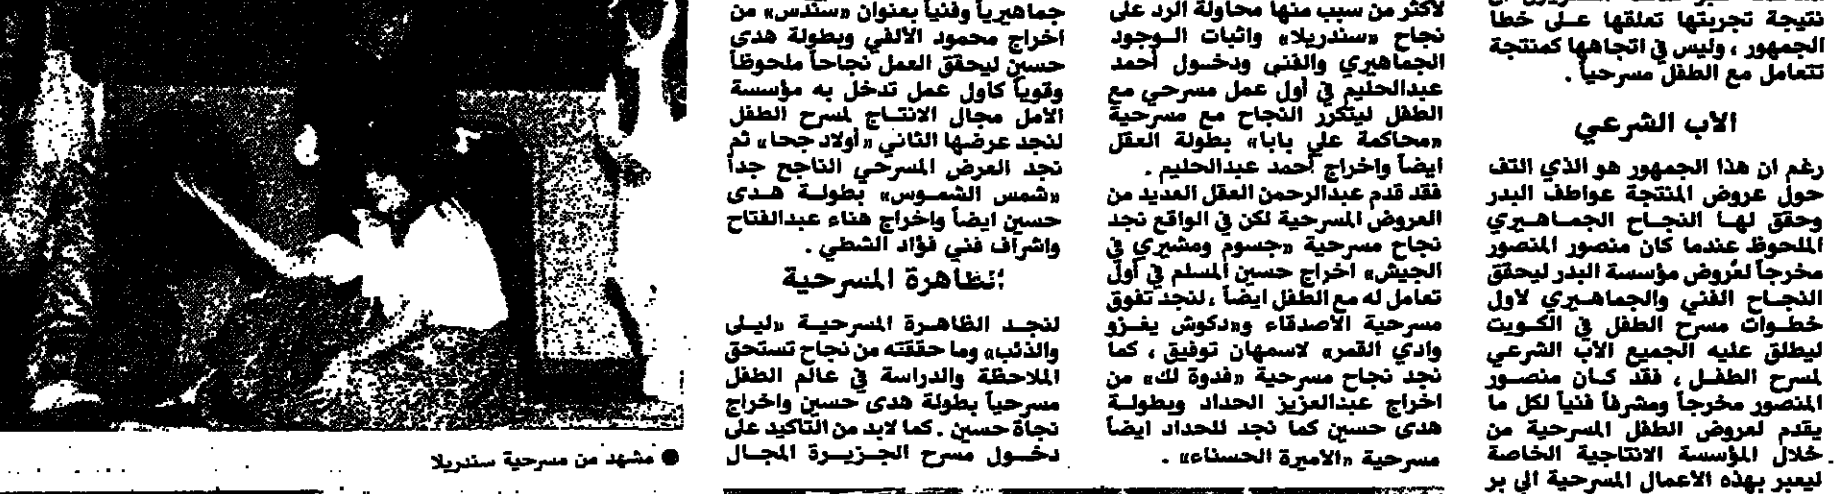 نتيجة تجربتها تعلقها على خطا
الجمهور ، وليس في اتجاهها كمنتجة
تتعامل مع الطفل مسرحياً .
الأب الشرعي
رغم ان هذا الجمهور هو الذي التف
حول عروض المنتجة عواطف البدر
وحقق لها النجاح الجماهيري
الملحوظ عندما كان منصور المنصور
مخرجاً لعروض مؤسسة البدر ليحقق
النجاح الفني والجماهيري لأول
خطوات مسرح الطفل في الكويت
ليطلق عليه الجميع الأب الشرعي
لمسرح الطفل ، فقد كان منصور
المنصور مخرجاً ومشرفاً فنياً لكل ما
يقدم لعروض الطفل المسرحية من
خلال المؤسسة الانتاجية الخاصة
ليعبر بهذه الاعمال المسرحية الى بر
لأكثر من سبب منها محاولة الرد على
نجاح «سندريلا» واثبات الوجود
الجماهيري والفني ودخول أحمد
عبدالحليم في أول عمل مسرحي مع
الطفل ليتكرر النجاح مع مسرحية
«محاكمة علي بابا» بطولة العقل
ايضاً واخراج أحمد عبدالحليم .
فقد قدم عبدالرحمن العقل العديد من
العروض المسرحية لكن في الواقع نجد
نجاح مسرحية «جسوم ومشيري في
الجيش» اخراج حسين المسلم في أول
تعامل له مع الطفل ايضاً ، لنجد تفوق
مسرحية الأصدقاء و«دكوش يغزو
وادي القمر» لاسمهان توفيق ، كما
نجد نجاح مسرحية «فدوة لك» من
اخراج عبدالعزيز الحداد وبطولة
هدى حسين كما نجد للحداد ايضاً
مسرحية «الأميرة الحسناء» .
جماهيرياً وفنياً بعنوان «سندس» من
اخراج محمود الألفي وبطولة هدى
حسين ليحقق العمل نجاحاً ملحوظاً
وقوياً كأول عمل تدخل به مؤسسة
الأمل مجال الانتاج لمسرح الطفل
لنجد عرضها الثاني «أولاد جحا» ثم
نجد العرض المسرحي الناجح جداً
«شمس الشموس» بطولة هدى
حسين ايضاً واخراج هناء عبدالفتاح
واشراف فني فؤاد الشطي .
الظاهرة المسرحية
لنجد الظاهرة المسرحية «ليلى
والذئب» وما حققته من نجاح تستحق
الملاحظة والدراسة في عالم الطفل
مسرحياً بطولة هدى حسين واخراج
نجاة حسين . كما لابد من التأكيد على
دخول مسرح الجزيرة المجال
● مشهد من مسرحية سندريلا